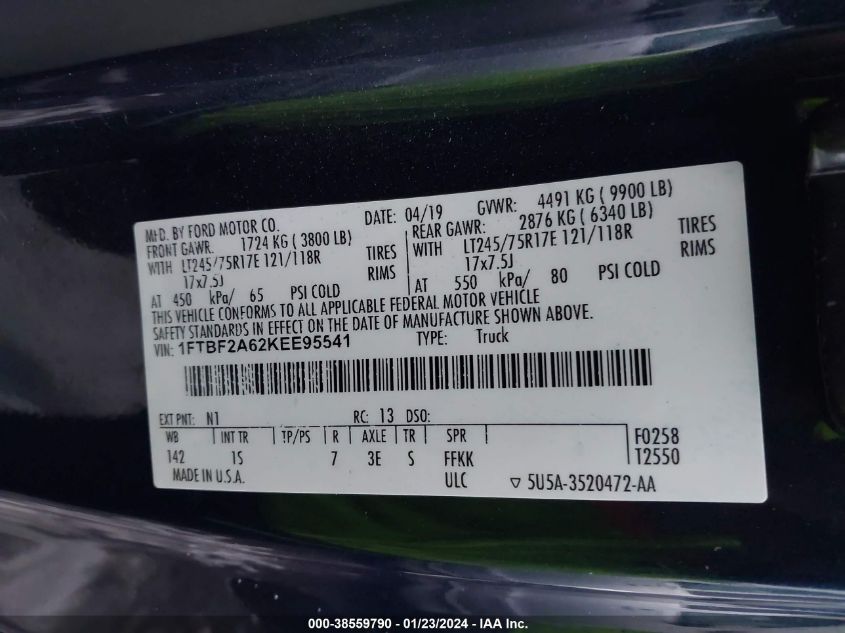 MFD. BY FORD MOTOR CO.
DATE: 04/19 GVWR: 4491 KG ( 9900 LB)
FRONT GAWR: 1724 KG ( 3800 LB)
WITH LT245/75R17E 121/118R TIRES
17x7.5J RIMS
AT 450 kPa/ 65 PSI COLD
REAR GAWR: 2876 KG ( 6340 LB)
WITH LT245/75R17E 121/118R TIRES
17x7.5J RIMS
AT 550 kPa/ 80 PSI COLD
THIS VEHICLE CONFORMS TO ALL APPLICABLE FEDERAL MOTOR VEHICLE
SAFETY STANDARDS IN EFFECT ON THE DATE OF MANUFACTURE SHOWN ABOVE.
VIN: 1FTBF2A62KEE95541 TYPE: Truck
EXT PNT: N1 RC: 13 DSO:
WB INT TR TP/PS R AXLE TR SPR F0258
142 1S 7 3E S FFKK T2550
MADE IN U.S.A. ULC 5U5A-3520472-AA
000-38559790 - 01/23/2024 - IAA Inc.